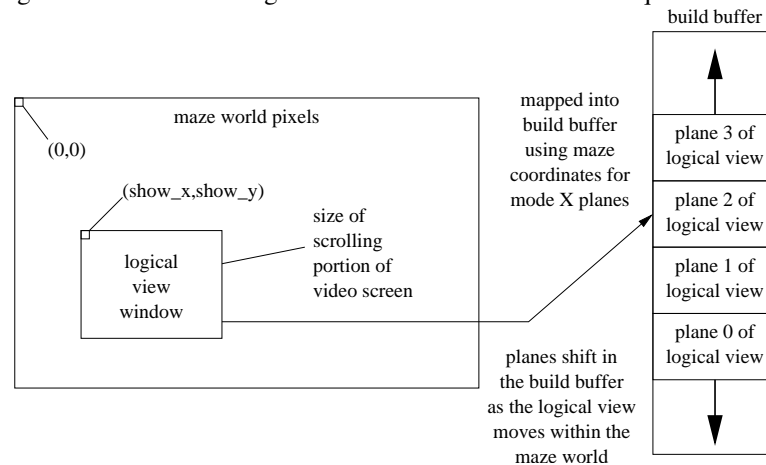 build buffer
maze world pixels
(0,0)
(show_x,show_y)
logical
view
window
size of
scrolling
portion of
video screen
mapped into
build buffer
using maze
coordinates for
mode X planes
plane 3 of
logical view
plane 2 of
logical view
plane 1 of
logical view
plane 0 of
logical view
planes shift in
the build buffer
as the logical view
moves within the
maze world